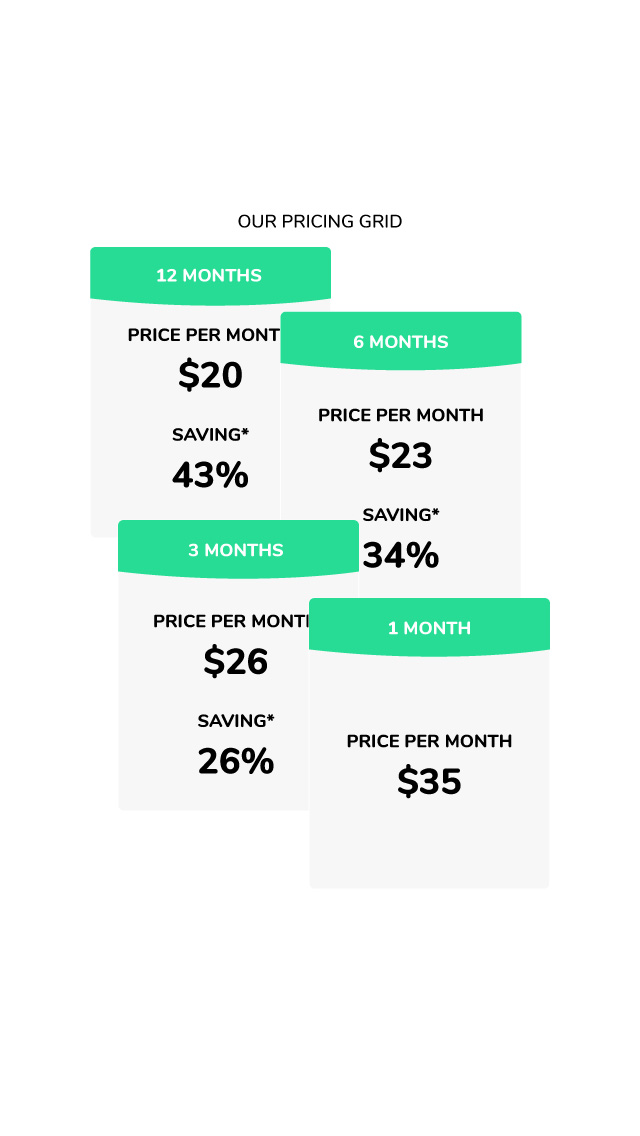 OUR PRICING GRID
12 MONTHS
PRICE PER MONT
$20
SAVING*
43%
6 MONTHS
PRICE PER MONTH
$23
SAVING*
34%
3 MONTHS
PRICE PER MONTH
$26
SAVING*
26%
1 MONTH
PRICE PER MONTH
$35